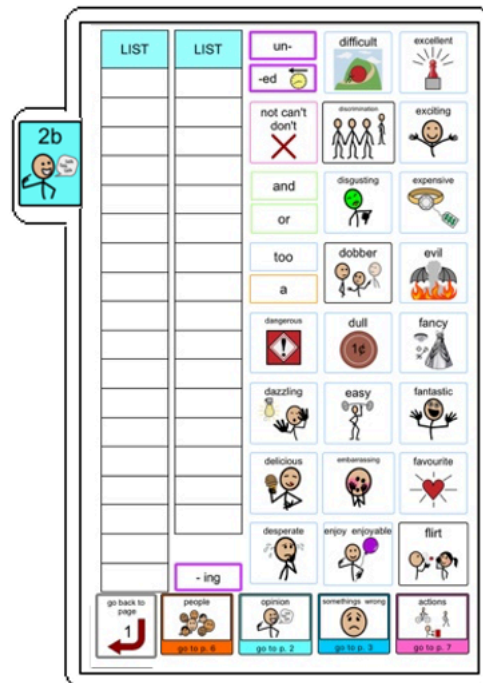 LIST
LIST
un-
difficult
excellent
-ed
not can't
don't
discrimination
exciting
2b
and
disgusting
expensive
or
too
dobber
evil
a
dangerous
dull
fancy
1¢
dazzling
easy
fantastic
delicious
embarrassing
favourite
desperate
enjoy enjoyable
flirt
- ing
go back to
page
1
people
go to p. 6
opinion
go to p. 2
somethings wrong
go to p. 3
actions
go to p. 7